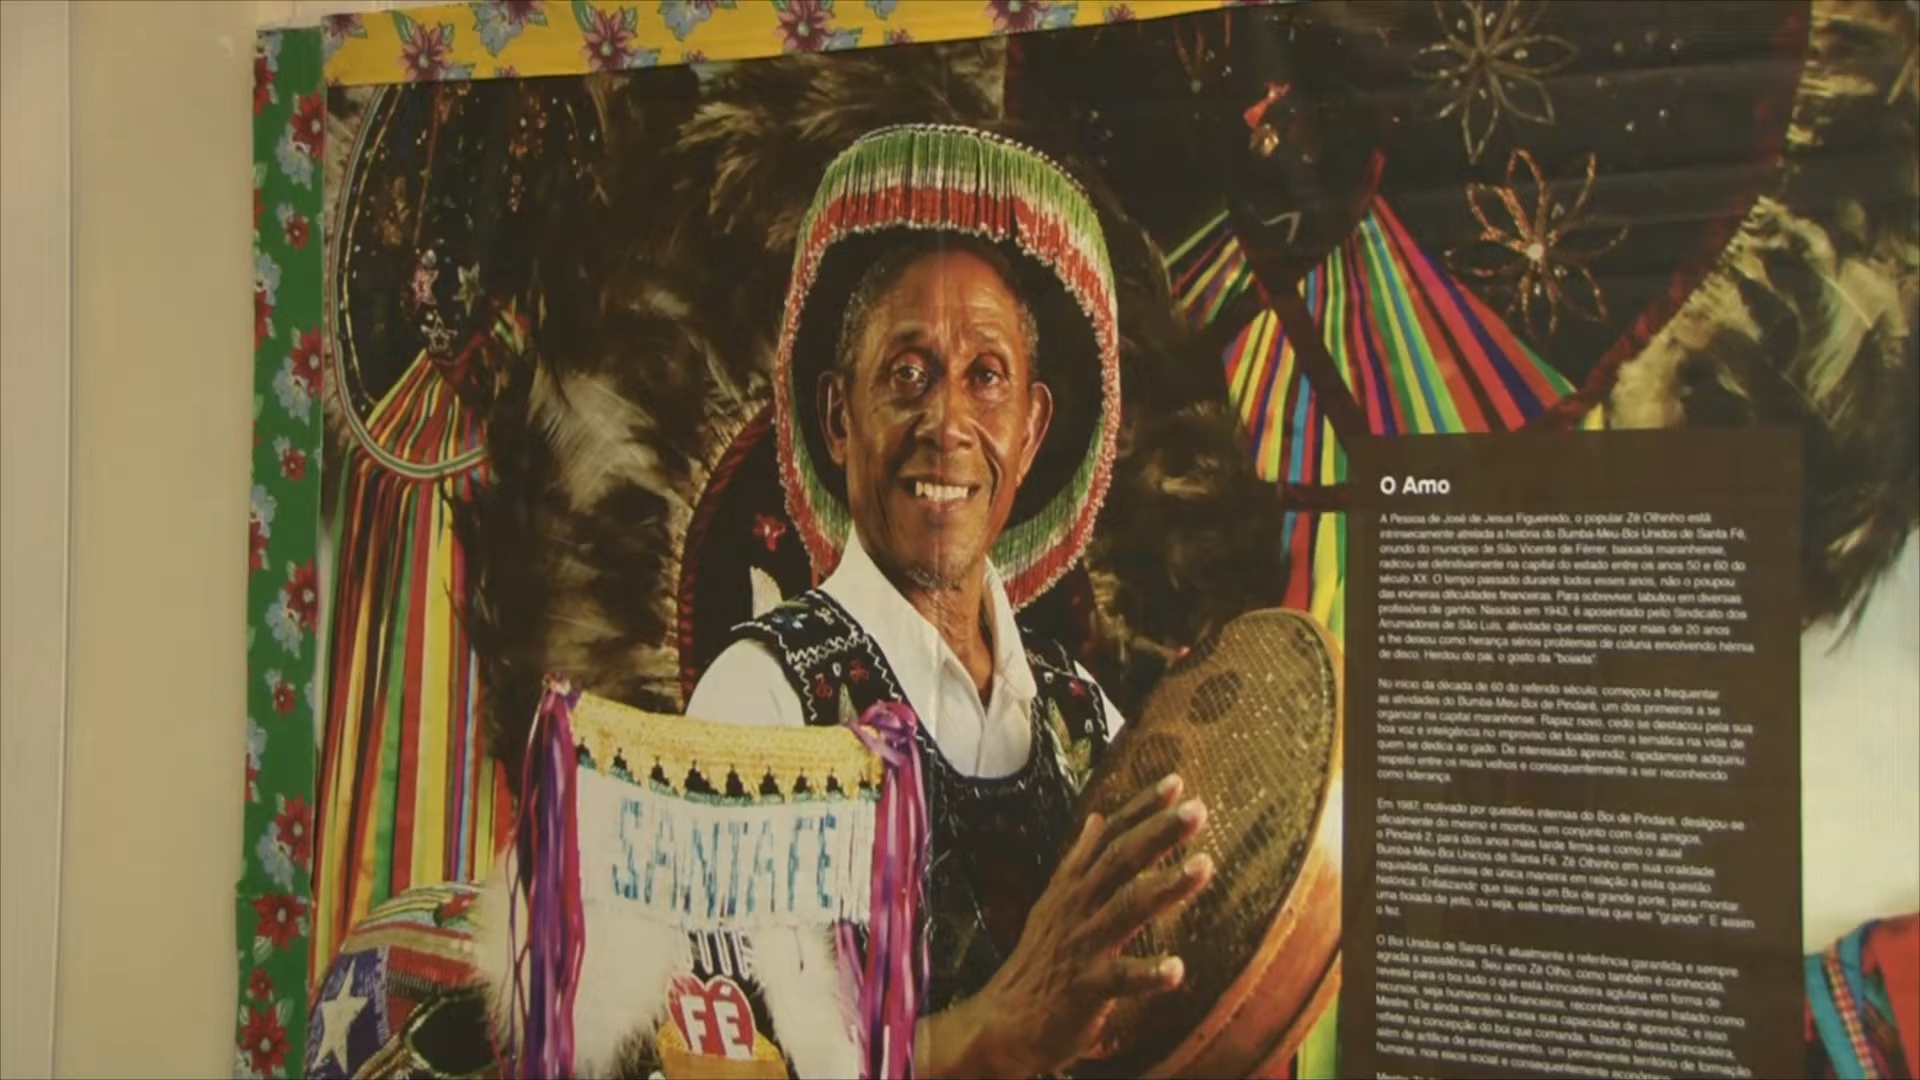 SANTA FÉ
FÉ
O Amo
A Pessoa de José de Jesus Figueiredo, o popular Zé Olhinho está
intrinsecamente atrelada a história do Bumba-Meu-Boi Unidos de Santa Fé,
oriundo do município de São Vicente de Férrer, baixada maranhense,
radicou-se definitivamente na capital do estado entre os anos 50 e 60 do
século XX. O tempo passado durante todos esses anos, não o poupou
das inúmeras dificuldades financeiras. Para sobreviver, labutou em diversas
profissões de ganho. Nascido em 1943, é aposentado pelo Sindicato dos
Arrumadores de São Luís, atividade que exerceu por mais de 20 anos
e lhe deixou como herança sérios problemas de coluna envolvendo hérnia
de disco. Herdou do pai, o gosto da "boiada".
No início da década de 60 do referido século, começou a frequentar
as atividades do Bumba-Meu-Boi de Pindaré, um dos primeiros a se
organizar na capital maranhense. Rapaz novo, cedo se destacou pela sua
boa voz e inteligência no improviso de toadas com a temática na vida de
quem se dedica ao gado. De interessado aprendiz, rapidamente adquiriu
respeito entre os mais velhos e consequentemente a ser reconhecido
como liderança.
Em 1987, motivado por questões internas do Boi de Pindaré, desligou-se
oficialmente do mesmo e montou, em conjunto com dois amigos,
o Pindaré 2, para dois anos mais tarde firma-se como o atual
Bumba-Meu-Boi Unidos de Santa Fé. Zé Olhinho em sua oralidade
requisitada, palavreia de única maneira em relação a esta questão
histórica. Enfatizando que saiu de um Boi de grande porte, para montar
uma boiada de jeito, ou seja, este também teria que ser "grande". E assim
o fez.
O Boi Unidos de Santa Fé, atualmente é referência garantida e sempre
agrada a assistência. Seu amo Zé Olho, como também é conhecido,
reveste para o boi tudo o que esta brincadeira aglutina em forma de
recursos, seja humanos ou financeiros, reconhecidamente tratado como
Mestre. Ele ainda mantém acesa sua capacidade de aprendiz, e isso
reflete na concepção do boi que comanda, fazendo dessa brincadeira,
além de artífice de entretenimento, um permanente território de formação
humana, nos eixos social e consequentemente econômico.